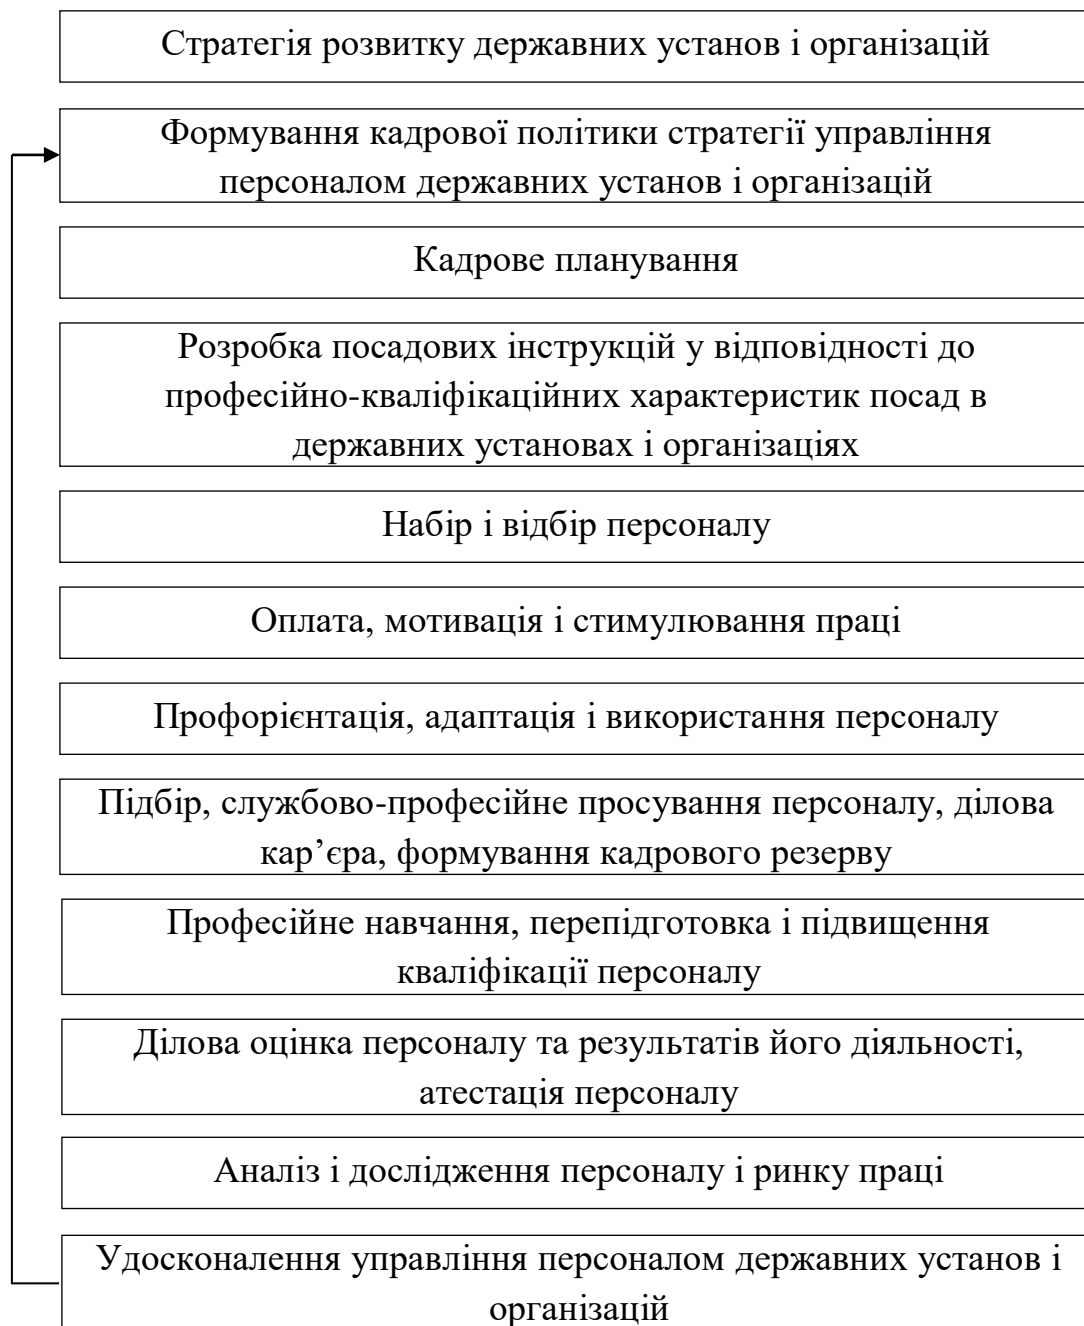 Стратегія розвитку державних установ і організацій
Формування кадрової політики стратегії управління
персоналом державних установ і організацій
Кадрове планування
Розробка посадових інструкцій у відповідності до
професійно-кваліфікаційних характеристик посад в
державних установах і організаціях
Набір і відбір персоналу
Оплата, мотивація і стимулювання праці
Профорієнтація, адаптація і використання персоналу
Підбір, службово-професійне просування персоналу, ділова
кар’єра, формування кадрового резерву
Професійне навчання, перепідготовка і підвищення
кваліфікації персоналу
Ділова оцінка персоналу та результатів його діяльності,
атестація персоналу
Аналіз і дослідження персоналу і ринку праці
Удосконалення управління персоналом державних установ і
організацій